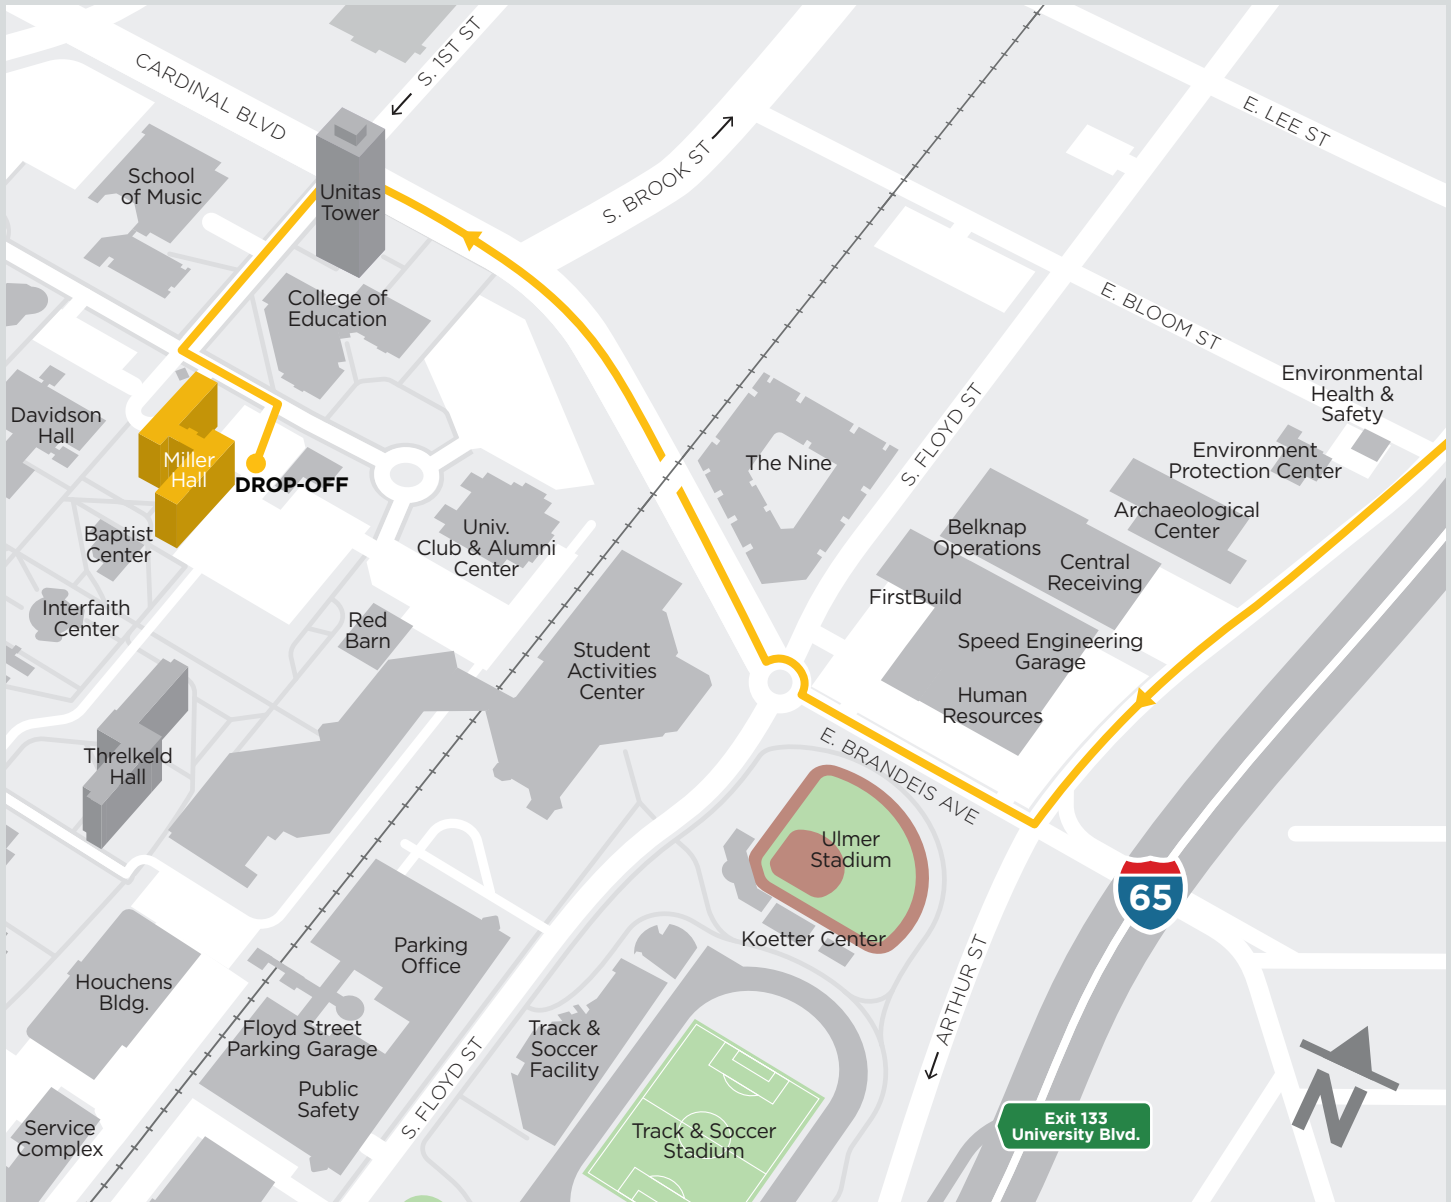 CARDINAL BLVD
S. 1ST ST
S. BROOK ST
E. LEE ST
School
of Music
Unitas
Tower
College of
Education
E. BLOOM ST
Environmental
Health &
Safety
S. FLOYD ST
Davidson
Hall
Miller
Hall
DROP-OFF
The Nine
Environment
Protection Center
Archaeological
Center
Baptist
Center
Univ.
Club & Alumni
Center
Belknap
Operations
Central
Receiving
FirstBuild
Interfaith
Center
Red
Barn
Student
Activities
Center
Speed Engineering
Garage
Human
Resources
Threlkeld
Hall
E. BRANDEIS AVE
Ulmer
Stadium
65
Koetter Center
Parking
Office
Houchens
Bldg.
ARTHUR ST
Floyd Street
Parking Garage
Track &
Soccer
Facility
Public
Safety
S. FLOYD ST
Service
Complex
Track & Soccer
Stadium
Exit 133
University Blvd.
N